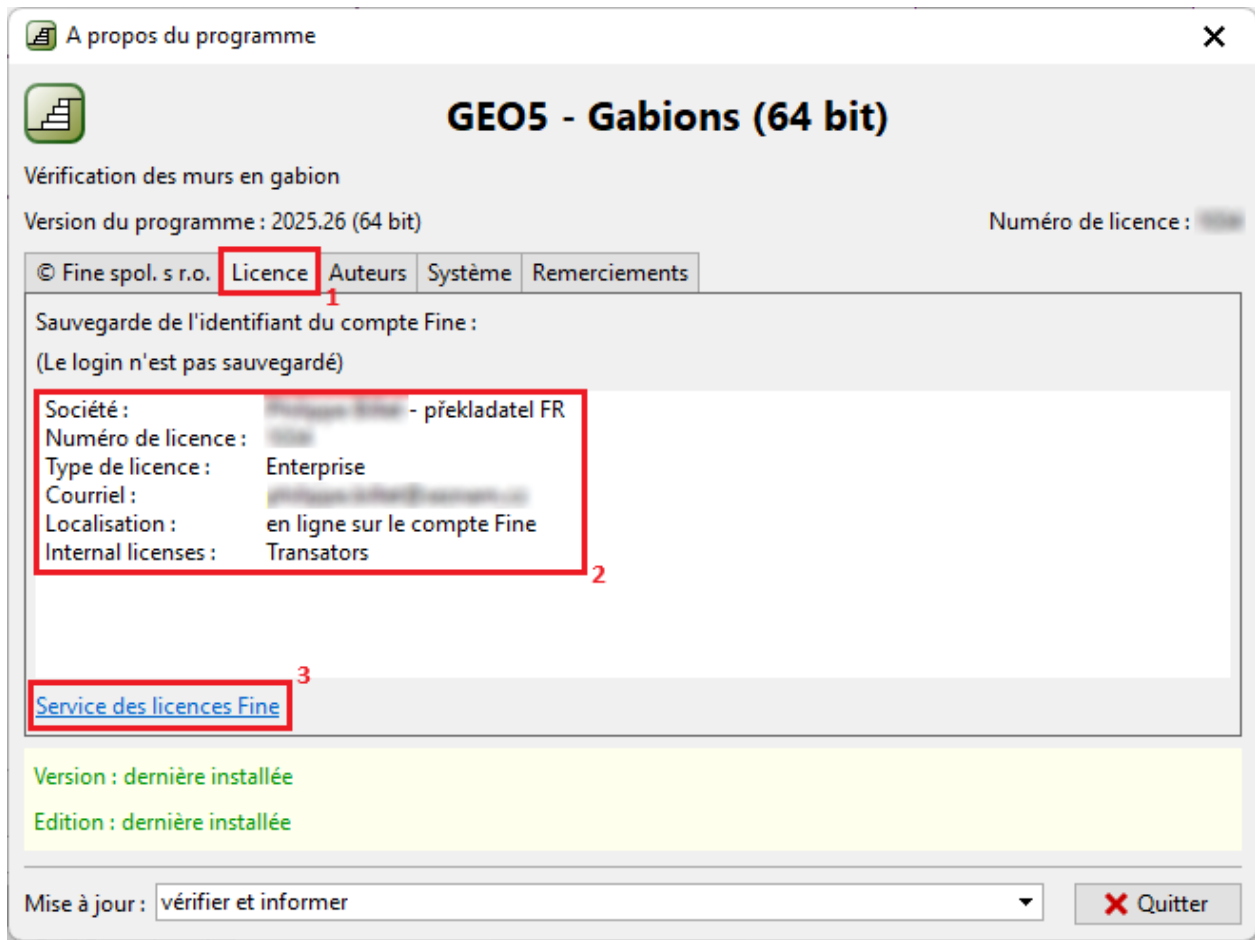 A propos du programme
GEO5 - Gabions (64 bit)
Vérification des murs en gabion
Version du programme : 2025.26 (64 bit)
Numéro de licence :
© Fine spol. s r.o. Licence Auteurs Système Remerciements
1
Sauvegarde de l'identifiant du compte Fine :
(Le login n'est pas sauvegardé)
Société : - překladatel FR
Numéro de licence :
Type de licence : Enterprise
Courriel :
Localisation : en ligne sur le compte Fine
Internal licenses : Transators
2
3
Service des licences Fine
Version : dernière installée
Edition : dernière installée
Mise à jour : vérifier et informer
Quitter